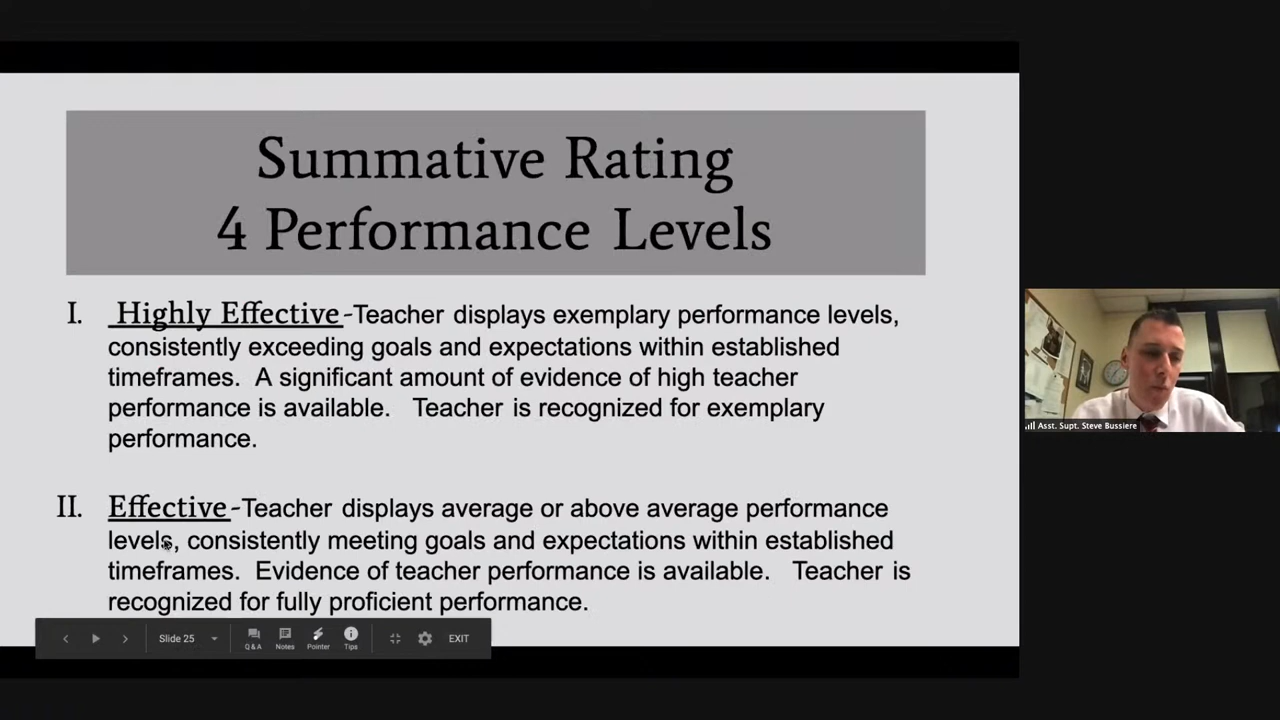 Summative Rating
4 Performance Levels
I. Highly Effective-Teacher displays exemplary performance levels,
consistently exceeding goals and expectations within established
timeframes. A significant amount of evidence of high teacher
performance is available. Teacher is recognized for exemplary
performance.
II. Effective-Teacher displays average or above average performance
levels, consistently meeting goals and expectations within established
timeframes. Evidence of teacher performance is available. Teacher is
recognized for fully proficient performance.
Slide 25
Q&A
Notes
Pointer
Tips
EXIT
Asst. Supt. Steve Bussiere